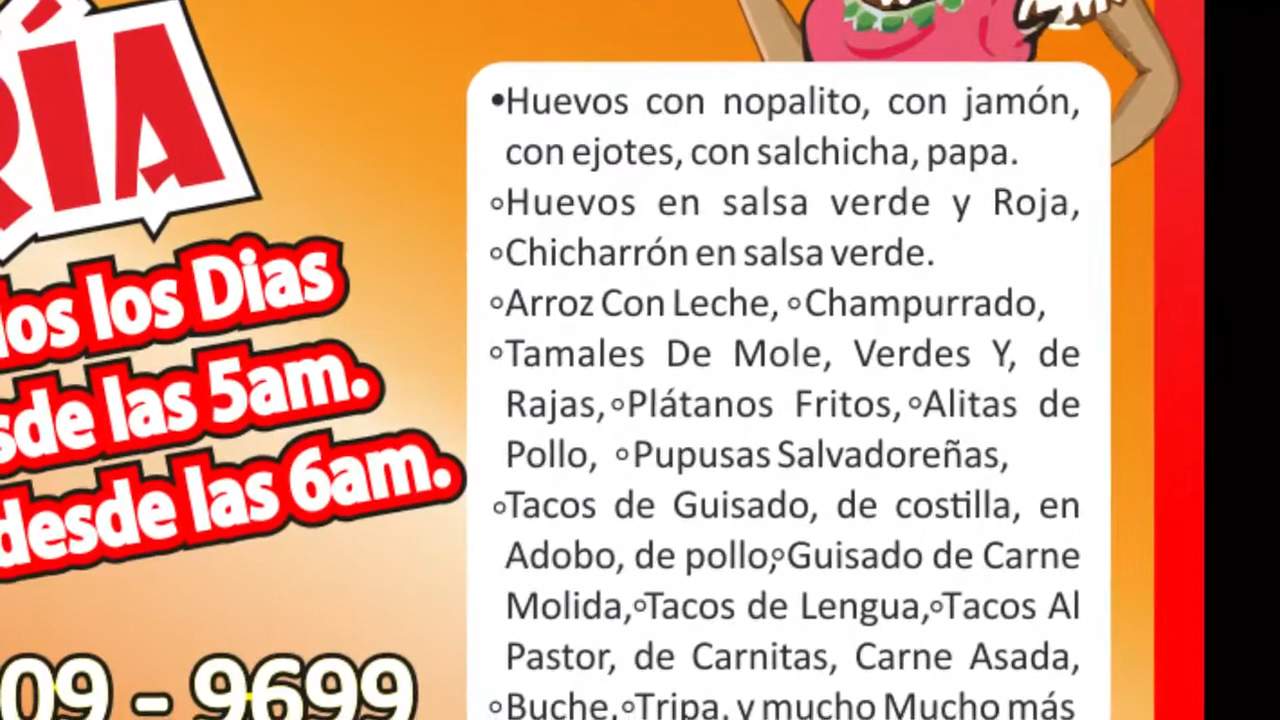 ÍA
los Dias
las 5am.
desde las 6am.
09 - 9699
•Huevos con nopalito, con jamón,
con ejotes, con salchicha, papa.
◦Huevos en salsa verde y Roja,
◦Chicharrón en salsa verde.
◦Arroz Con Leche, ◦Champurrado,
◦Tamales De Mole, Verdes Y, de
Rajas,◦Plátanos Fritos,◦Alitas de
Pollo, ◦Pupusas Salvadoreñas,
◦Tacos de Guisado, de costilla, en
Adobo, de pollo,◦Guisado de Carne
Molida,◦Tacos de Lengua,◦Tacos Al
Pastor, de Carnitas, Carne Asada,
◦Buche,◦Tripa, y mucho Mucho más